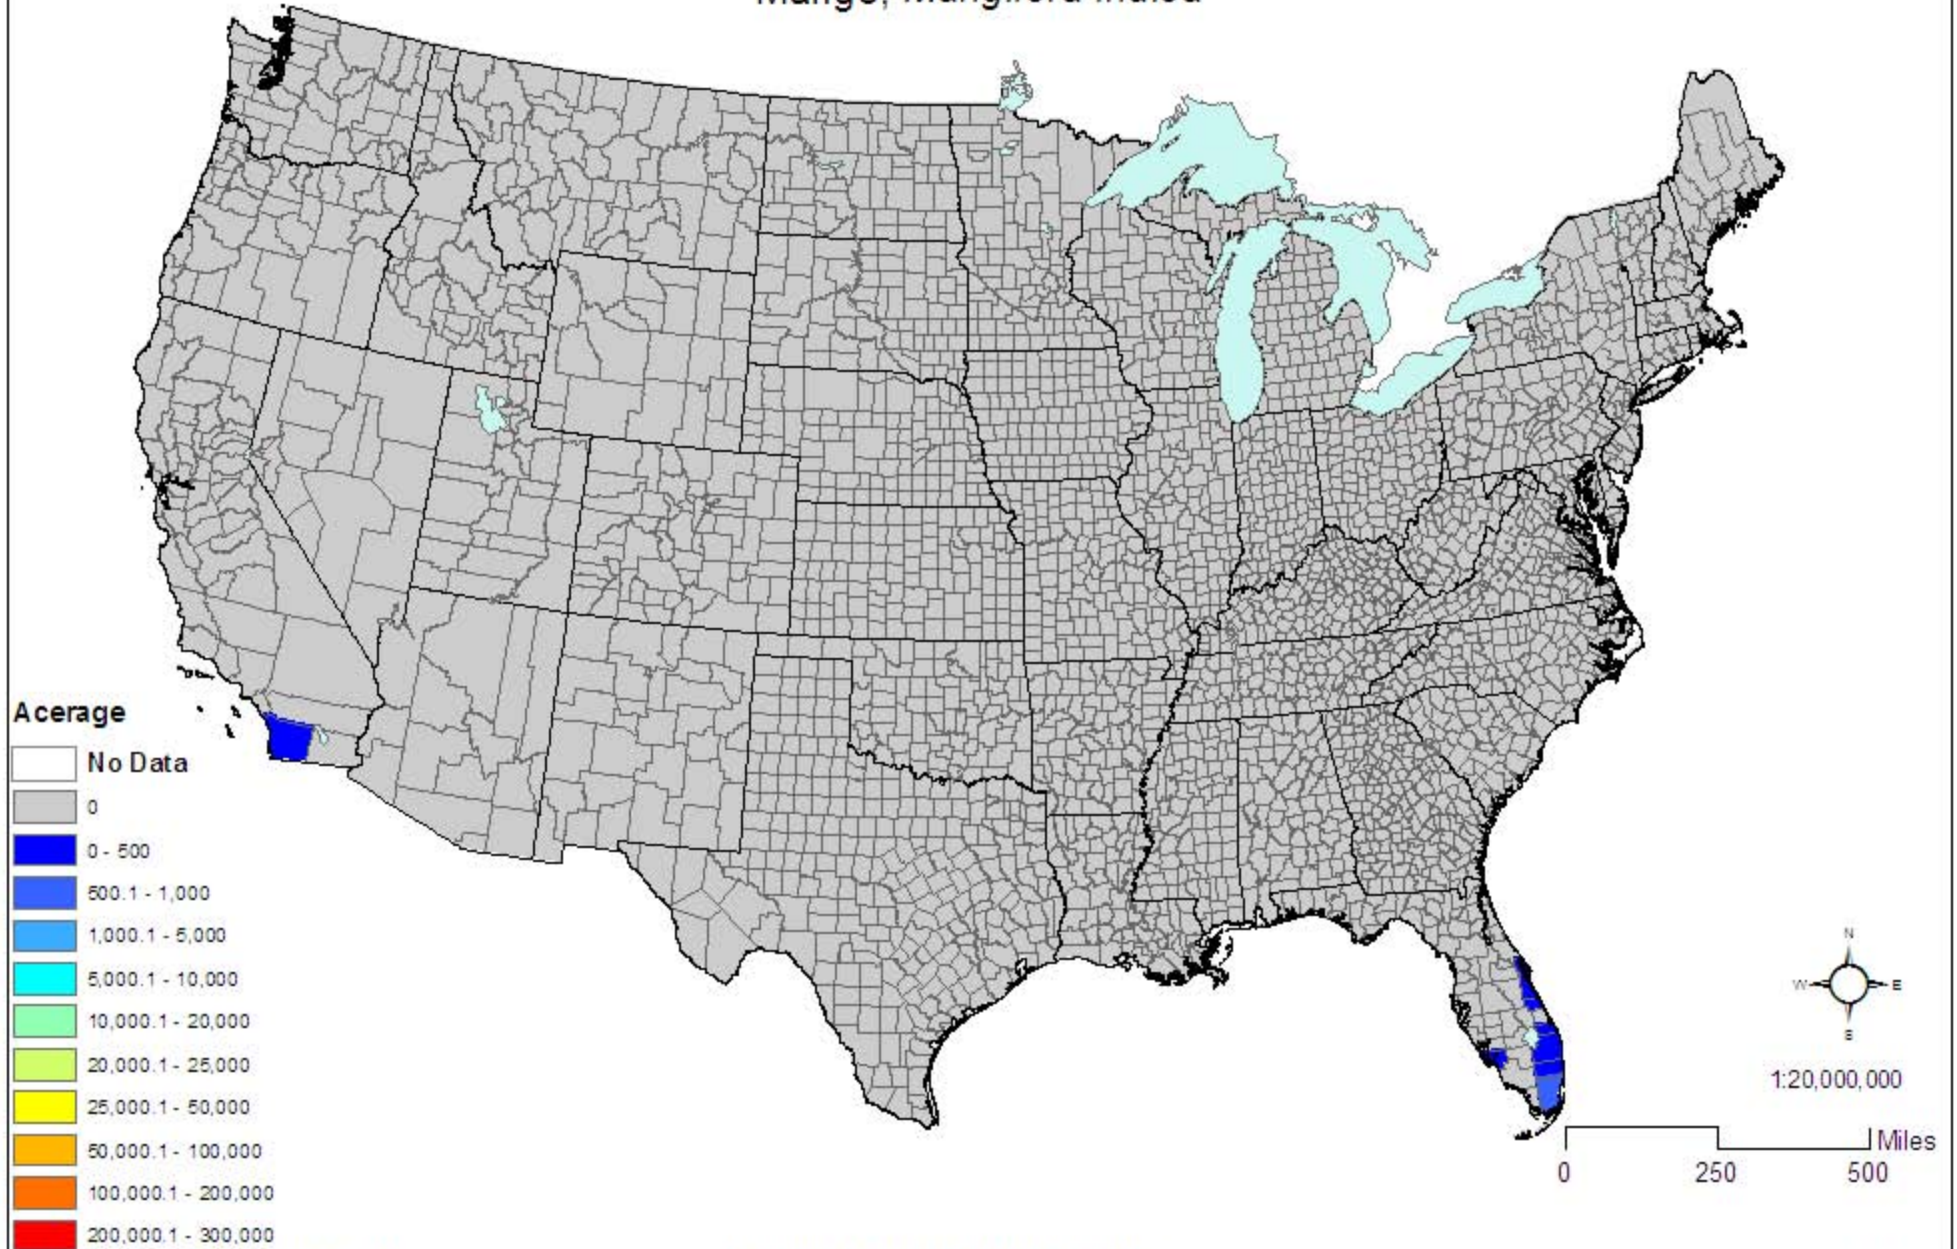 Mango, Mangifera indica
Acerage
No Data
0
0 - 500
500.1 - 1,000
1,000.1 - 5,000
5,000.1 - 10,000
10,000.1 - 20,000
20,000.1 - 25,000
25,000.1 - 50,000
50,000.1 - 100,000
100,000.1 - 200,000
200,000.1 - 300,000
N
W E
S
1:20,000,000
Miles
0 250 500